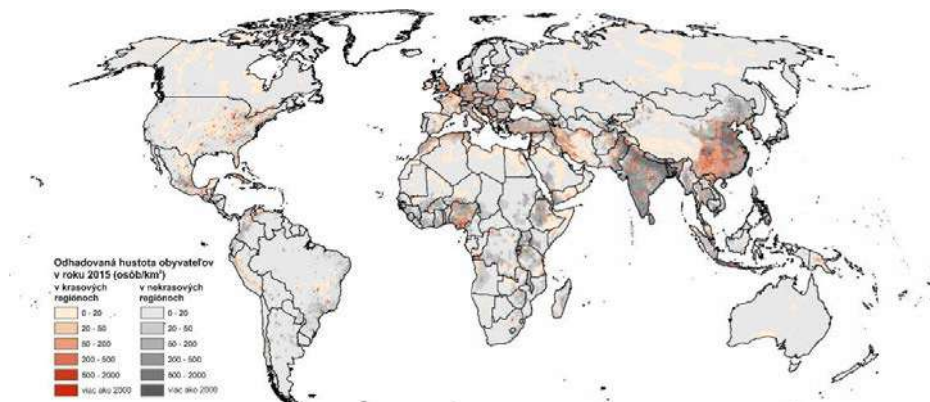 Odhadovaná hustota obyvateľov
v roku 2015 (osôb/km²)
v krasových
regiónoch
v nekrasových
regiónoch
0 - 20
0 - 20
20 - 50
20 - 50
50 - 200
50 - 200
200 - 500
200 - 500
500 - 2000
500 - 2000
viac ako 2000
viac ako 2000